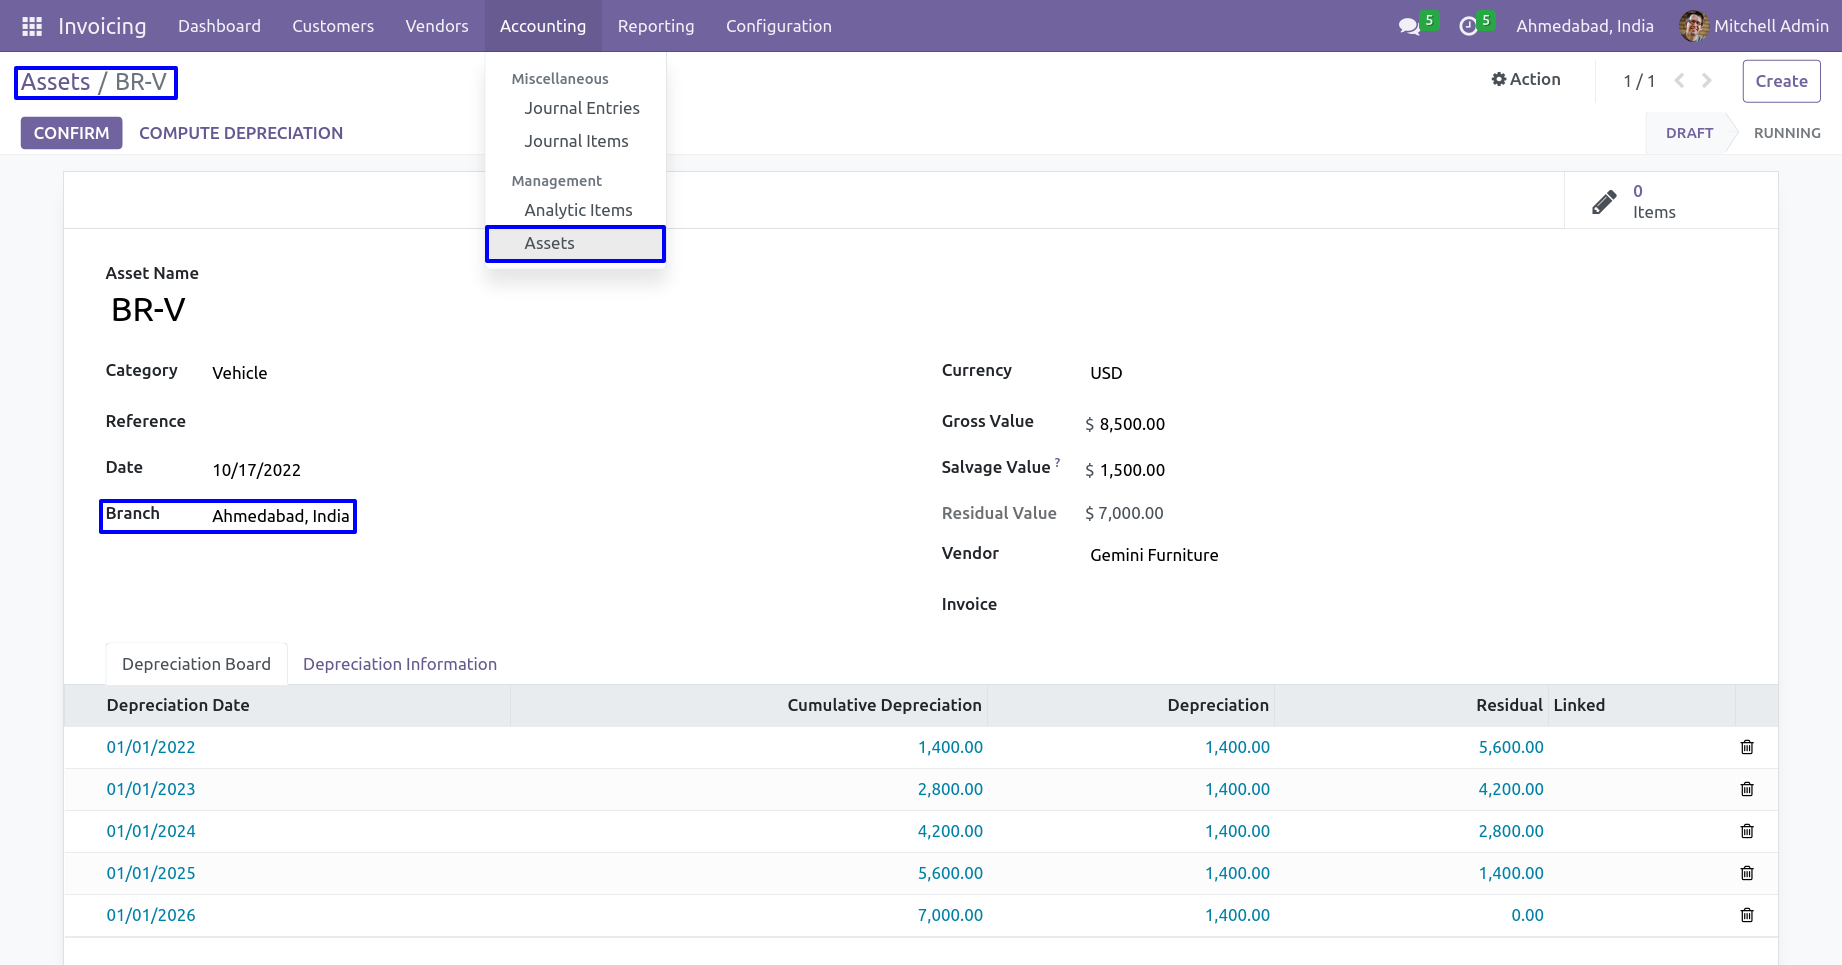 Invoicing Dashboard Customers Vendors Accounting Reporting Configuration 5 5 Ahmedabad, India Mitchell Admin
Assets / BR-V
Action 1 / 1 Create
CONFIRM COMPUTE DEPRECIATION
DRAFT RUNNING
Miscellaneous
Journal Entries
Journal Items
Management
Analytic Items
Assets
0
Items
Asset Name
BR-V
Category Vehicle
Reference
Date 10/17/2022
Branch Ahmedabad, India
Currency USD
Gross Value $ 8,500.00
Salvage Value ? $ 1,500.00
Residual Value $ 7,000.00
Vendor Gemini Furniture
Invoice
Depreciation Board Depreciation Information
Depreciation Date Cumulative Depreciation Depreciation Residual Linked
01/01/2022 1,400.00 1,400.00 5,600.00
01/01/2023 2,800.00 1,400.00 4,200.00
01/01/2024 4,200.00 1,400.00 2,800.00
01/01/2025 5,600.00 1,400.00 1,400.00
01/01/2026 7,000.00 1,400.00 0.00